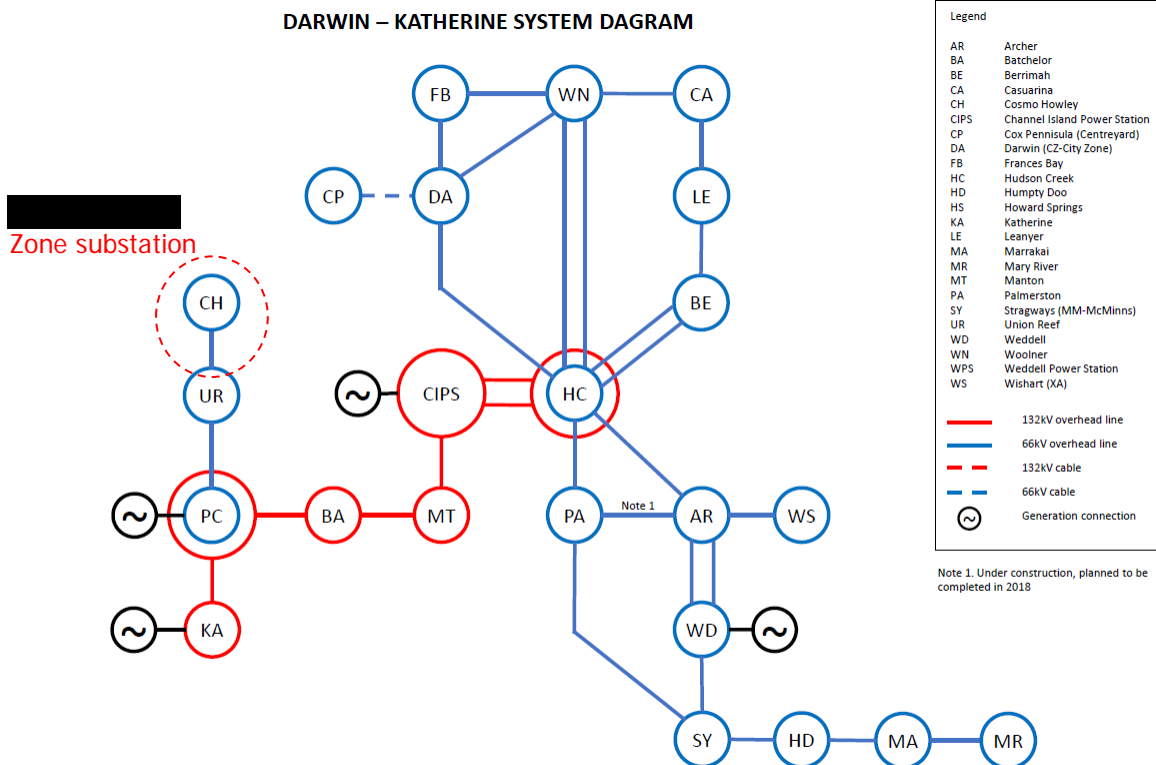 DARWIN – KATHERINE SYSTEM DAGRAM
Legend
AR Archer
BA Batchelor
BE Berrimah
CA Casuarina
CH Cosmo Howley
CIPS Channel Island Power Station
CP Cox Pennisula (Centreyard)
DA Darwin (CZ-City Zone)
FB Frances Bay
HC Hudson Creek
HD Humpty Doo
HS Howard Springs
KA Katherine
LE Leanyer
MA Marrakai
MR Mary River
MT Manton
PA Palmerston
SY Stragways (MM-McMinns)
UR Union Reef
WD Weddell
WN Woolner
WPS Weddell Power Station
WS Wishart (XA)
132kV overhead line
66kV overhead line
132kV cable
66kV cable
Generation connection
Note 1. Under construction, planned to be
completed in 2018
FB WN CA
CP DA LE
Zone substation
CH BE
UR CIPS HC
PC BA MT PA Note 1 AR WS
KA WD
SY HD MA MR